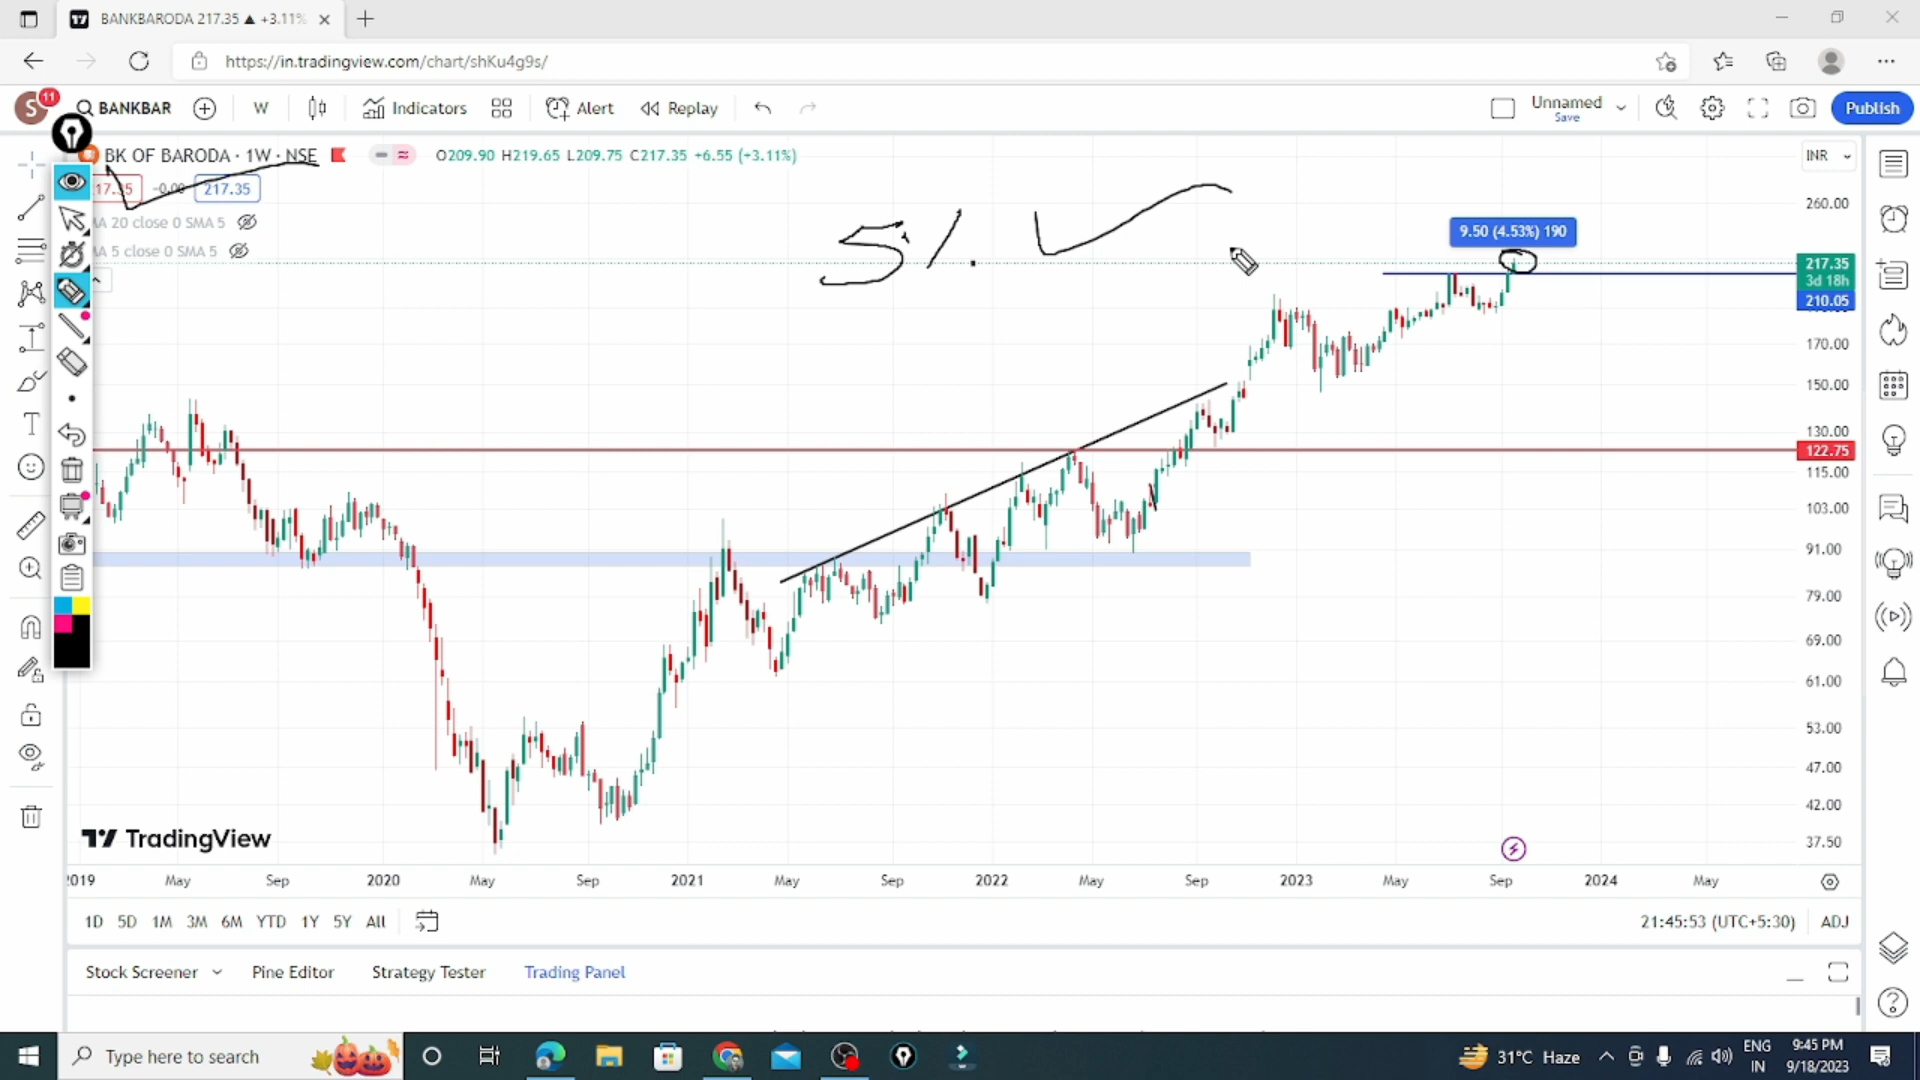 BANKBARODA 217.35 ▲ +3.11%
https://in.tradingview.com/chart/shKu4g9s/
S 11 BANKBAR W Indicators Alert Replay Unnamed Save Publish
BK OF BARODA · 1W · NSE O209.90 H219.65 L209.75 C217.35 +6.55 (+3.11%) INR
17.35 -0.00 217.35
MA 20 close 0 SMA 5
MA 5 close 0 SMA 5
5%
9.50 (4.53%) 190
260.00
217.35
3d 18h
210.05
170.00
150.00
130.00
122.75
115.00
103.00
91.00
79.00
69.00
61.00
53.00
47.00
42.00
37.50
TradingView
2019 May Sep 2020 May Sep 2021 May Sep 2022 May Sep 2023 May Sep 2024 May
1D 5D 1M 3M 6M YTD 1Y 5Y All 21:45:53 (UTC+5:30) ADJ
Stock Screener Pine Editor Strategy Tester Trading Panel
Type here to search 31°C Haze ENG IN 9:45 PM 9/18/2023